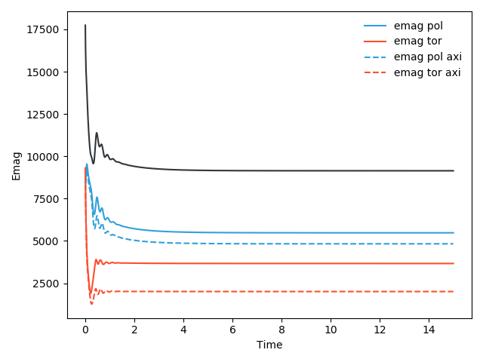 17500
15000
12500
10000
7500
5000
2500
Emag
emag pol
emag tor
emag pol axi
emag tor axi
0 2 4 6 8 10 12 14
Time